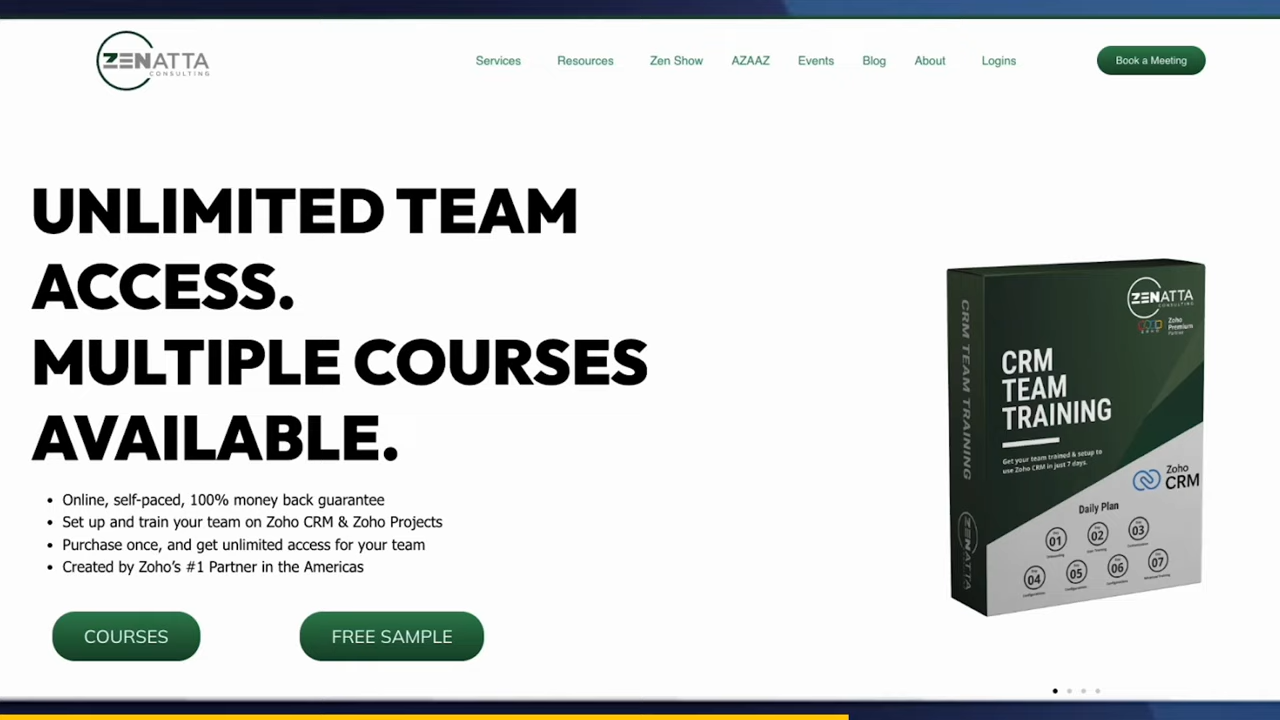 ZENATTA
CONSULTING
Services
Resources
Zen Show
AZAAZ
Events
Blog
About
Logins
Book a Meeting
UNLIMITED TEAM
ACCESS.
MULTIPLE COURSES
AVAILABLE.
• Online, self-paced, 100% money back guarantee
• Set up and train your team on Zoho CRM & Zoho Projects
• Purchase once, and get unlimited access for your team
• Created by Zoho’s #1 Partner in the Americas
COURSES
FREE SAMPLE
CRM TEAM TRAINING
ZENATTA
ZENATTA
CONSULTING
Zoho
Premium
Partner
CRM
TEAM
TRAINING
Get your team trained & setup to
use Zoho CRM in just 7 days.
Zoho
CRM
Daily Plan
01
02
03
04
05
06
07